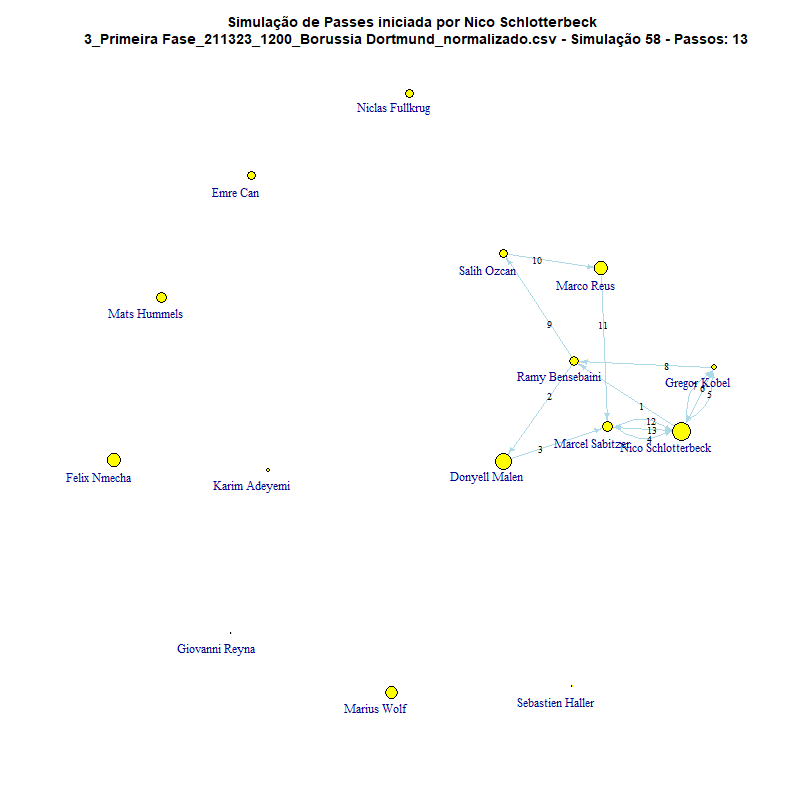 Simulação de Passes iniciada por Nico Schlotterbeck
3_Primeira Fase_211323_1200_Borussia Dortmund_normalizado.csv - Simulação 58 - Passos: 13
Niclas Fullkrug
Emre Can
10
Salih Ozcan
Marco Reus
Mats Hummels
9
11
8
Ramy Bensebaini
Gregor Kobel
7
6
5
2
1
12
13
4
Marcel Sabitzer
Nico Schlotterbeck
3
Donyell Malen
Felix Nmecha
Karim Adeyemi
Giovanni Reyna
Marius Wolf
Sebastien Haller